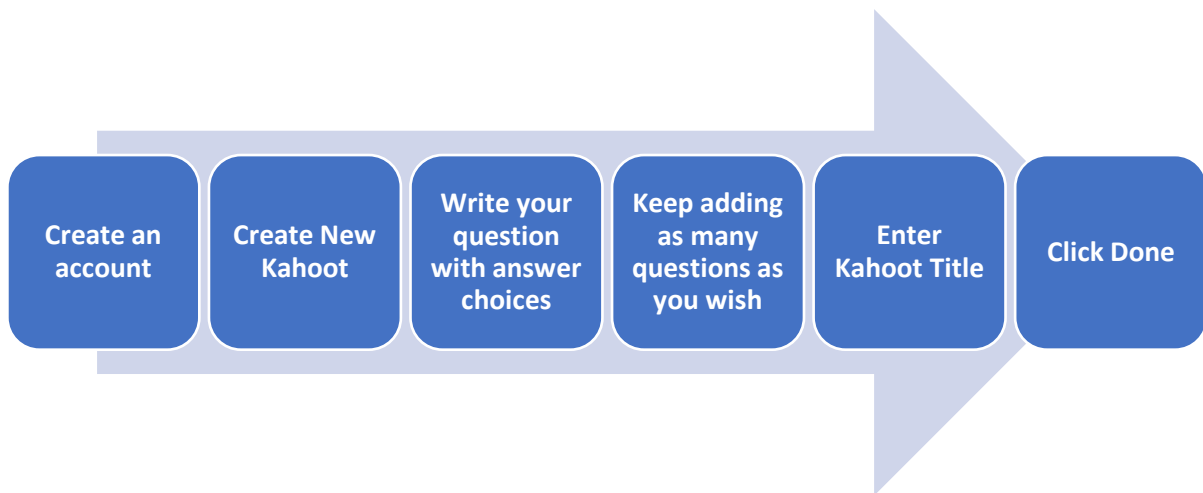 Create an
account
Create New
Kahoot
Write your
question
with answer
choices
Keep adding
as many
questions as
you wish
Enter
Kahoot Title
Click Done